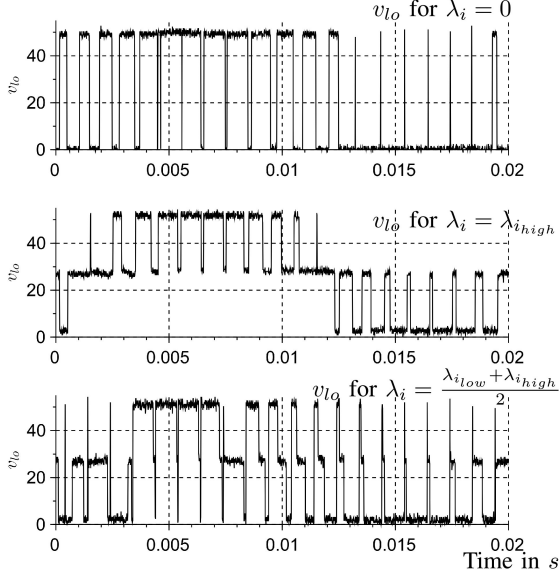 v_{lo} for λ_i = 0
v_{lo}
40
20
0
0 0.005 0.01 0.015 0.02
v_{lo} for λ_i = λ_{i_{high}}
v_{lo}
40
20
0
0 0.005 0.01 0.015 0.02
v_{lo} for λ_i = \frac{λ_{i_{low}} + λ_{i_{high}}}{2}
v_{lo}
40
20
0
0 0.005 0.01 0.015 0.02
Time in s